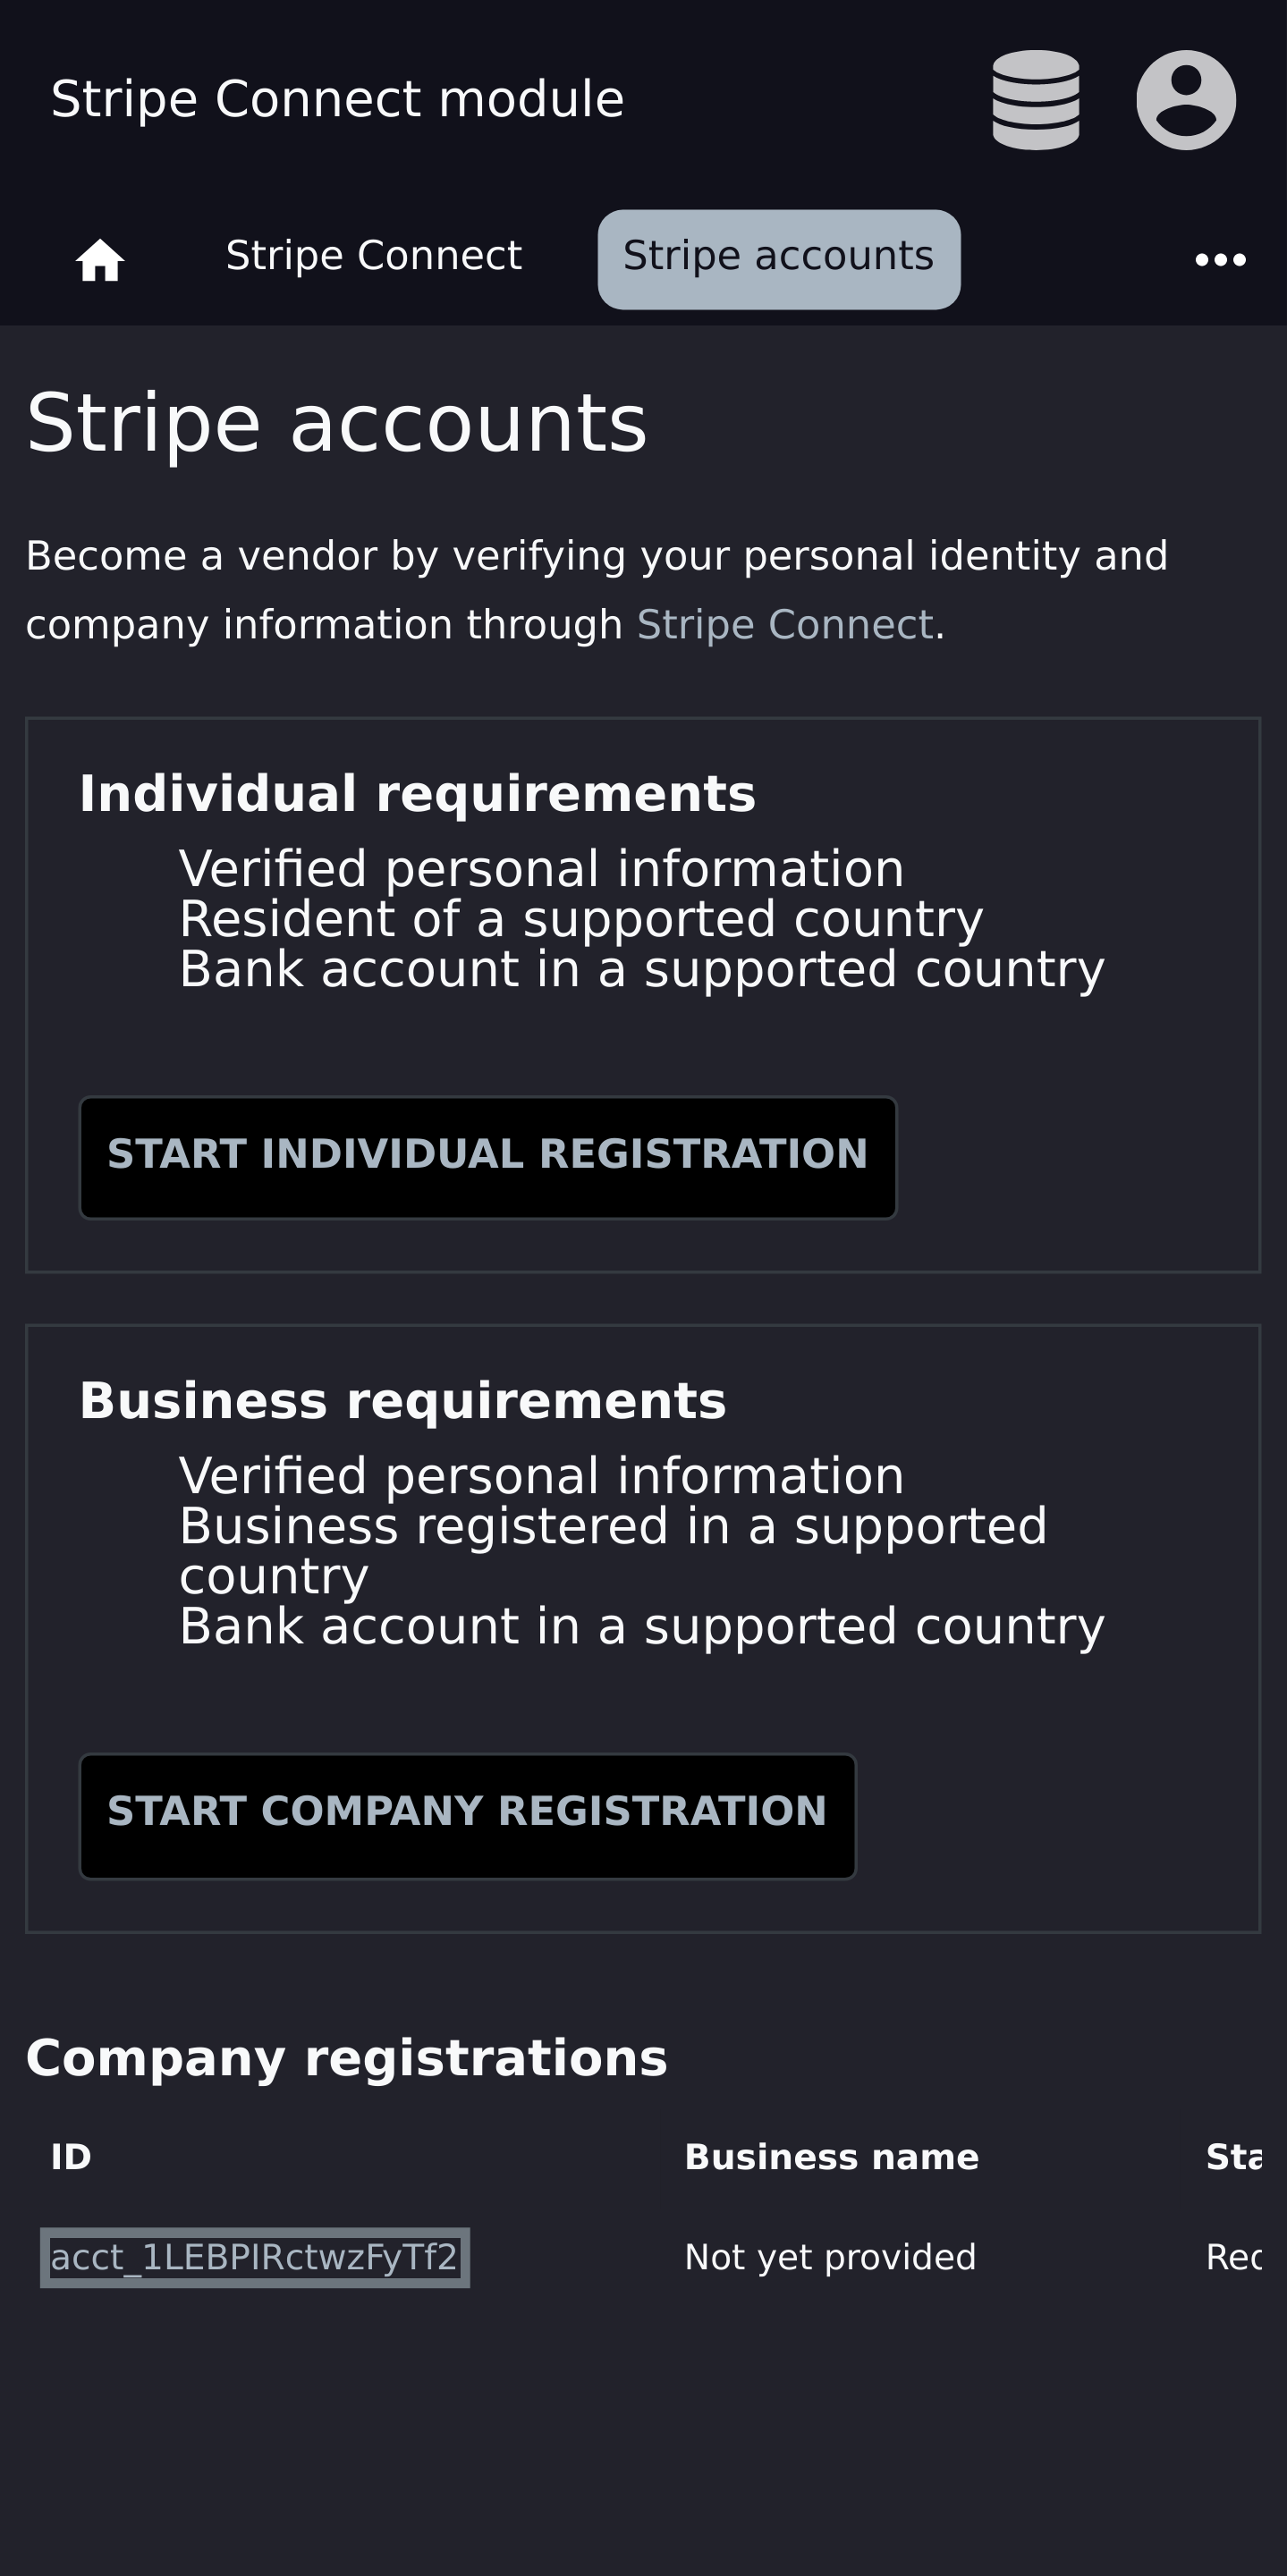 Stripe Connect module
Stripe Connect
Stripe accounts
Stripe accounts
Become a vendor by verifying your personal identity and
company information through Stripe Connect.
Individual requirements
Verified personal information
Resident of a supported country
Bank account in a supported country
START INDIVIDUAL REGISTRATION
Business requirements
Verified personal information
Business registered in a supported
country
Bank account in a supported country
START COMPANY REGISTRATION
Company registrations
ID Business name Sta
acct_1LEBPIRctwzFyTf2 Not yet provided Rec